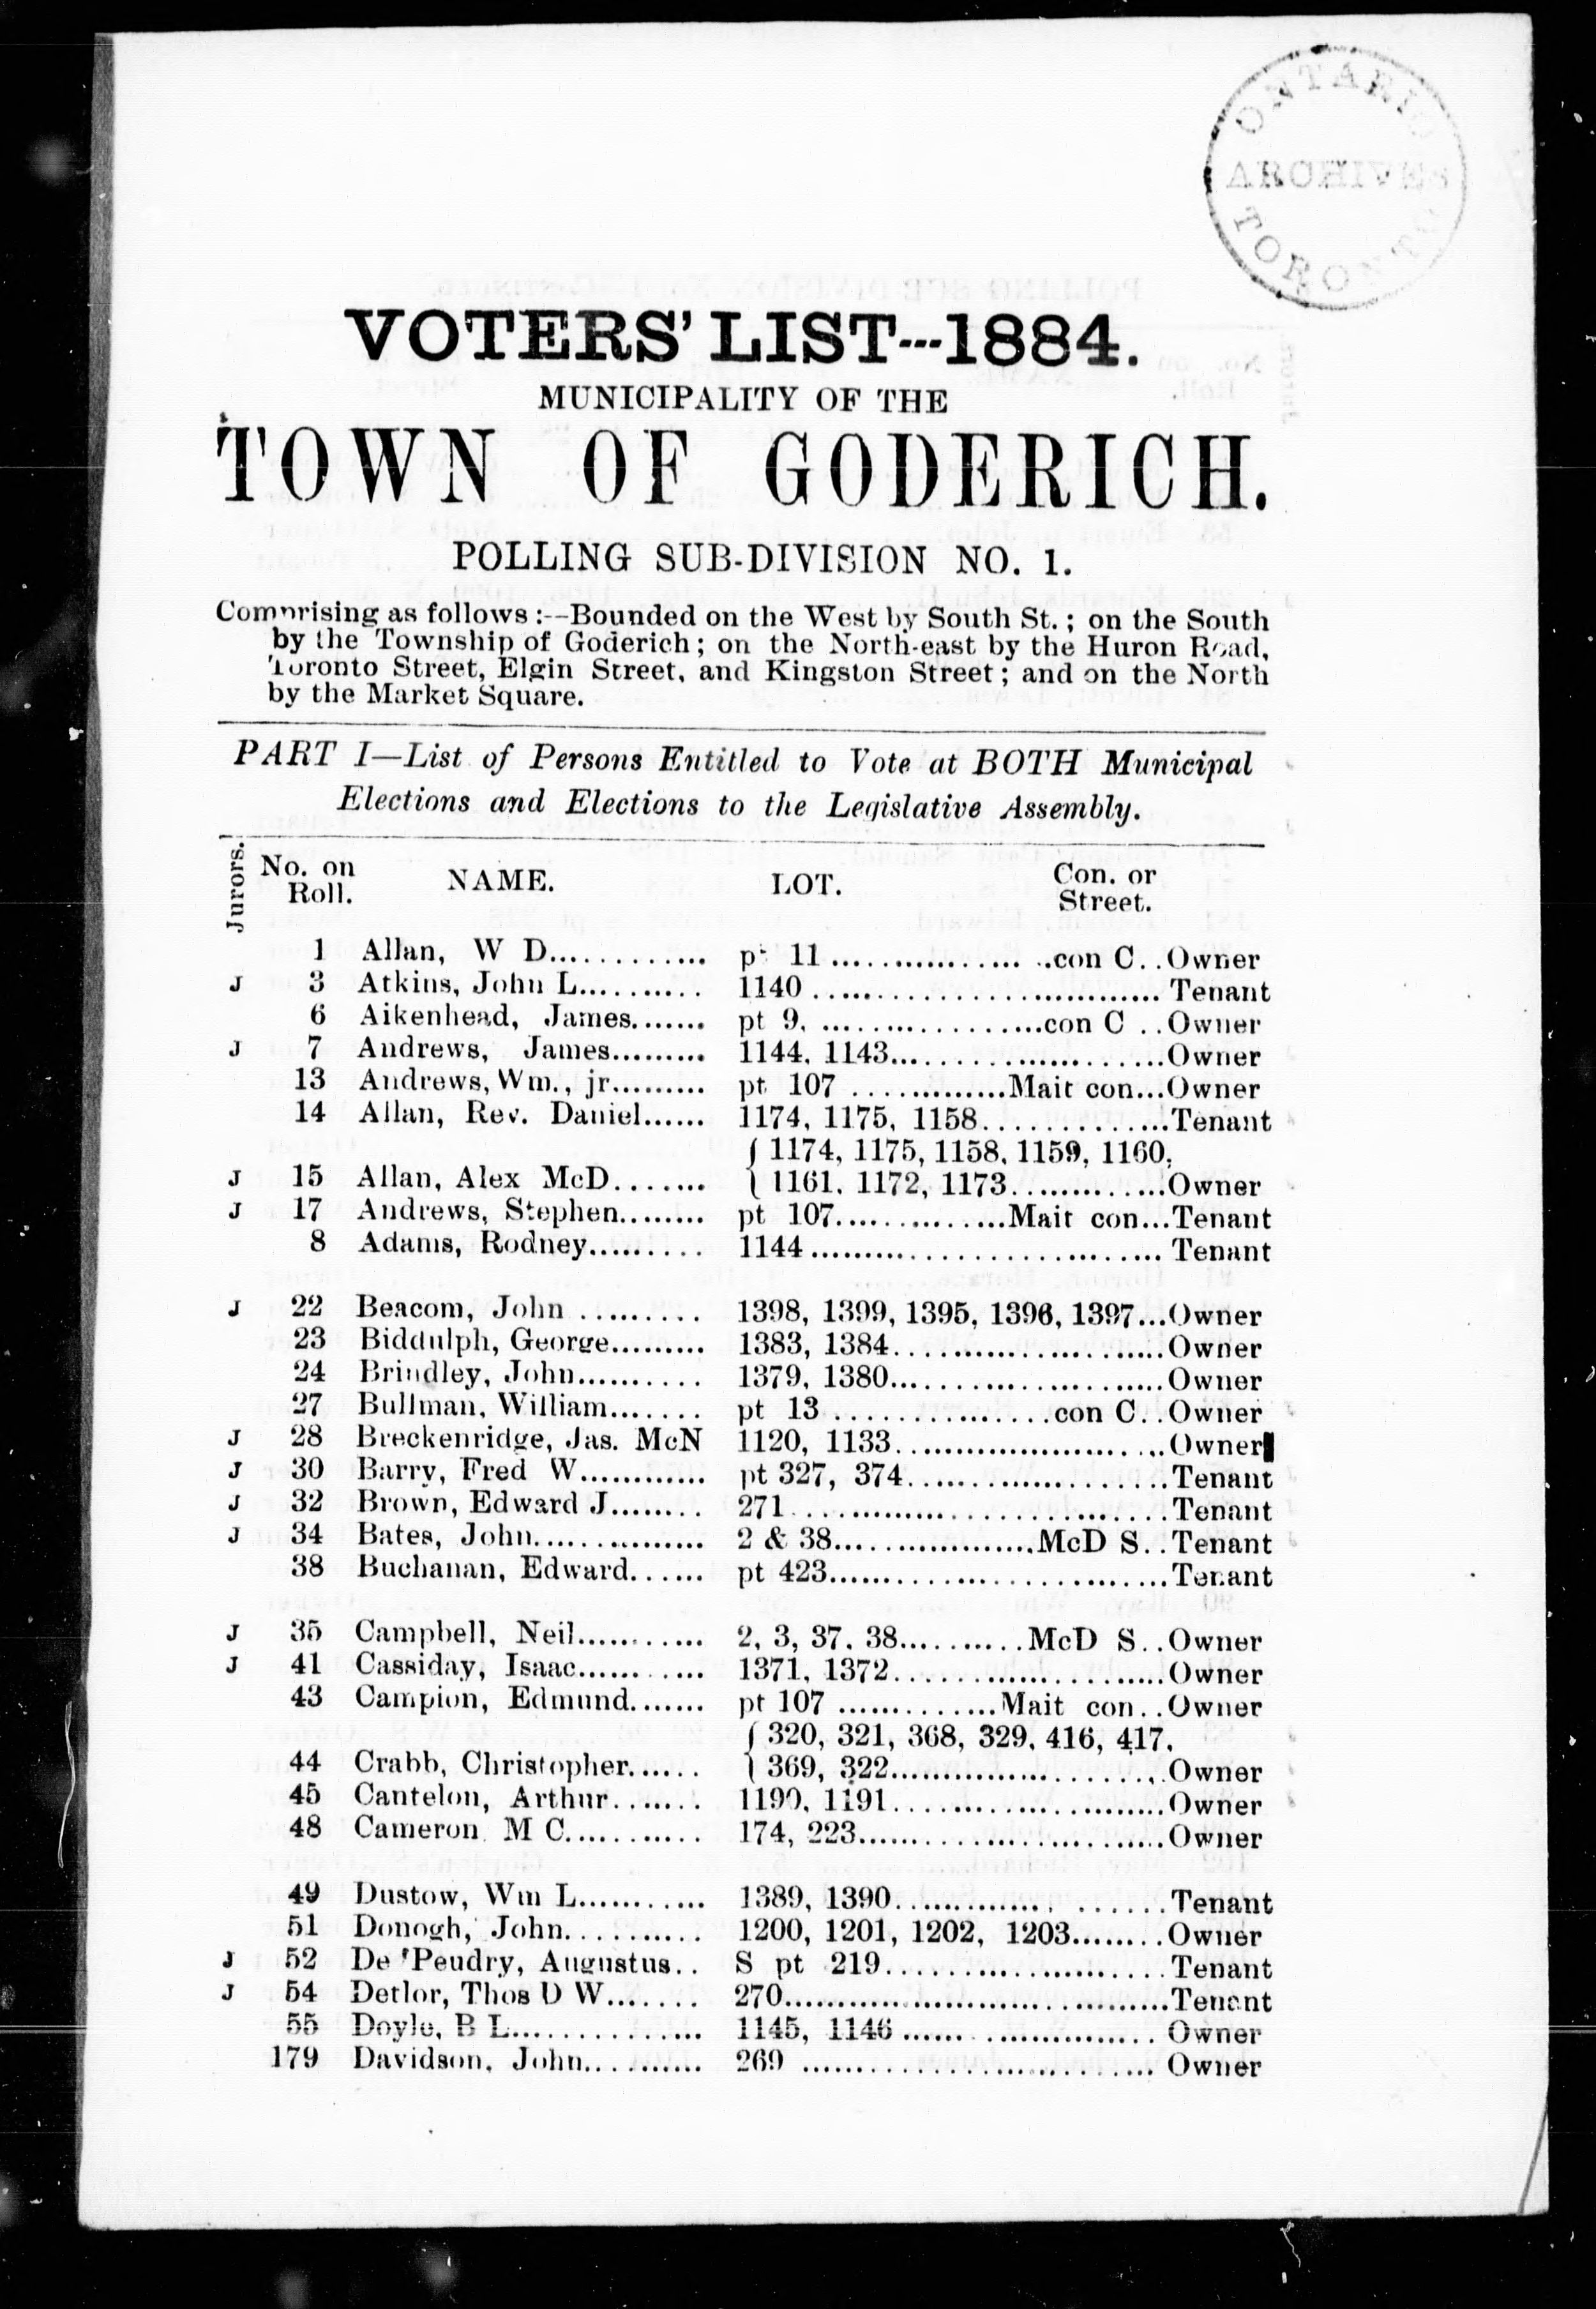 ONTARIO
ARCHIVES
TORONTO
VOTERS' LIST---1884.
MUNICIPALITY OF THE
TOWN OF GODERICH.
POLLING SUB-DIVISION NO. 1.
Comprising as follows :--Bounded on the West by South St.; on the South
by the Township of Goderich; on the North-east by the Huron Road,
Toronto Street, Elgin Street, and Kingston Street; and on the North
by the Market Square.
PART I—List of Persons Entitled to Vote at BOTH Municipal
Elections and Elections to the Legislative Assembly.
Jurors. No. on Roll. NAME. LOT. Con. or Street.
1 Allan, W D............ pt 11 ..................con C..Owner
J 3 Atkins, John L.......... 1140 ........................... Tenant
6 Aikenhead, James....... pt 9, ..................con C ..Owner
J 7 Andrews, James......... 1144, 1143......................Owner
13 Andrews, Wm., jr......... pt 107 .............Mait con...Owner
14 Allan, Rev. Daniel...... 1174, 1175, 1158..............Tenant
{ 1174, 1175, 1158, 1159, 1160,
J 15 Allan, Alex McD........ { 1161, 1172, 1173.............Owner
J 17 Andrews, Stephen........ pt 107..............Mait con...Tenant
8 Adams, Rodney......... 1144........................... Tenant
J 22 Beacom, John .......... 1398, 1399, 1395, 1396, 1397...Owner
23 Biddulph, George......... 1383, 1384......................Owner
24 Brindley, John.......... 1379, 1380......................Owner
27 Bullman, William....... pt 13 .................con C..Owner
J 28 Breckenridge, Jas. McN 1120, 1133......................Owner
J 30 Barry, Fred W............ pt 327, 374.....................Tenant
J 32 Brown, Edward J........ 271.............................Tenant
J 34 Bates, John............... 2 & 38..................McD S..Tenant
38 Buchanan, Edward...... pt 423..........................Tenant
J 35 Campbell, Neil........... 2, 3, 37, 38..........McD S..Owner
J 41 Cassiday, Isaac........... 1371, 1372......................Owner
43 Campion, Edmund....... pt 107 .............Mait con..Owner
{ 320, 321, 368, 329, 416, 417,
44 Crabb, Christopher...... { 369, 322.......................Owner
45 Cantelon, Arthur....... 1190, 1191......................Owner
48 Cameron M C........... 174, 223........................Owner
49 Dustow, Wm L........... 1389, 1390.....................Tenant
51 Donogh, John.......... 1200, 1201, 1202, 1203........Owner
J 52 De 'Peudry, Augustus.. S pt 219.......................Tenant
J 54 Detlor, Thos D W....... 270.............................Tenant
55 Doyle, B L.............. 1145, 1146 ..................... Owner
179 Davidson, John.......... 269 ........................... Owner